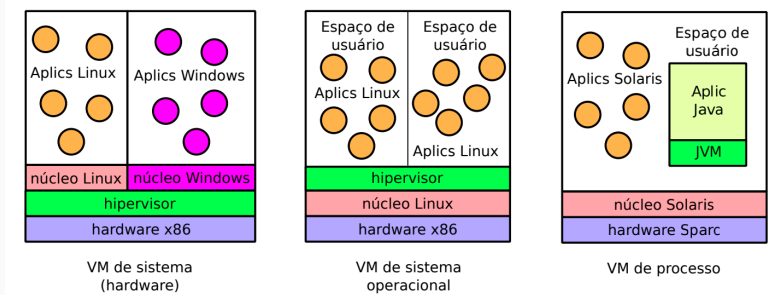 Aplics Linux
Aplics Windows
núcleo Linux
núcleo Windows
hipervisor
hardware x86
VM de sistema
(hardware)
Espaço de
usuário
Espaço de
usuário
Aplics Linux
Aplics Linux
hipervisor
núcleo Linux
hardware x86
VM de sistema
operacional
Aplics Solaris
Espaço de
usuário
Aplic
Java
JVM
núcleo Solaris
hardware Sparc
VM de processo